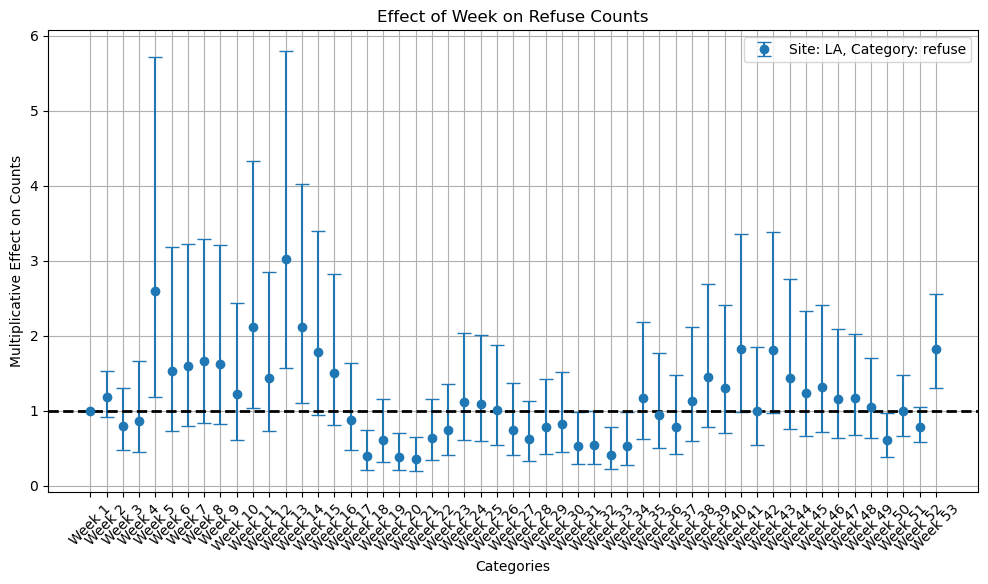 Effect of Week on Refuse Counts
Site: LA, Category: refuse
Multiplicative Effect on Counts
6
5
4
3
2
1
0
Week 1
Week 2
Week 3
Week 4
Week 5
Week 6
Week 7
Week 8
Week 9
Week 10
Week 11
Week 12
Week 13
Week 14
Week 15
Week 16
Week 17
Week 18
Week 19
Week 20
Week 21
Week 22
Week 23
Week 24
Week 25
Week 26
Week 27
Week 28
Week 29
Week 30
Week 31
Week 32
Week 33
Week 34
Week 35
Week 36
Week 37
Week 38
Week 39
Week 40
Week 41
Week 42
Week 43
Week 44
Week 45
Week 46
Week 47
Week 48
Week 49
Week 50
Week 51
Week 52
Week 53
Categories